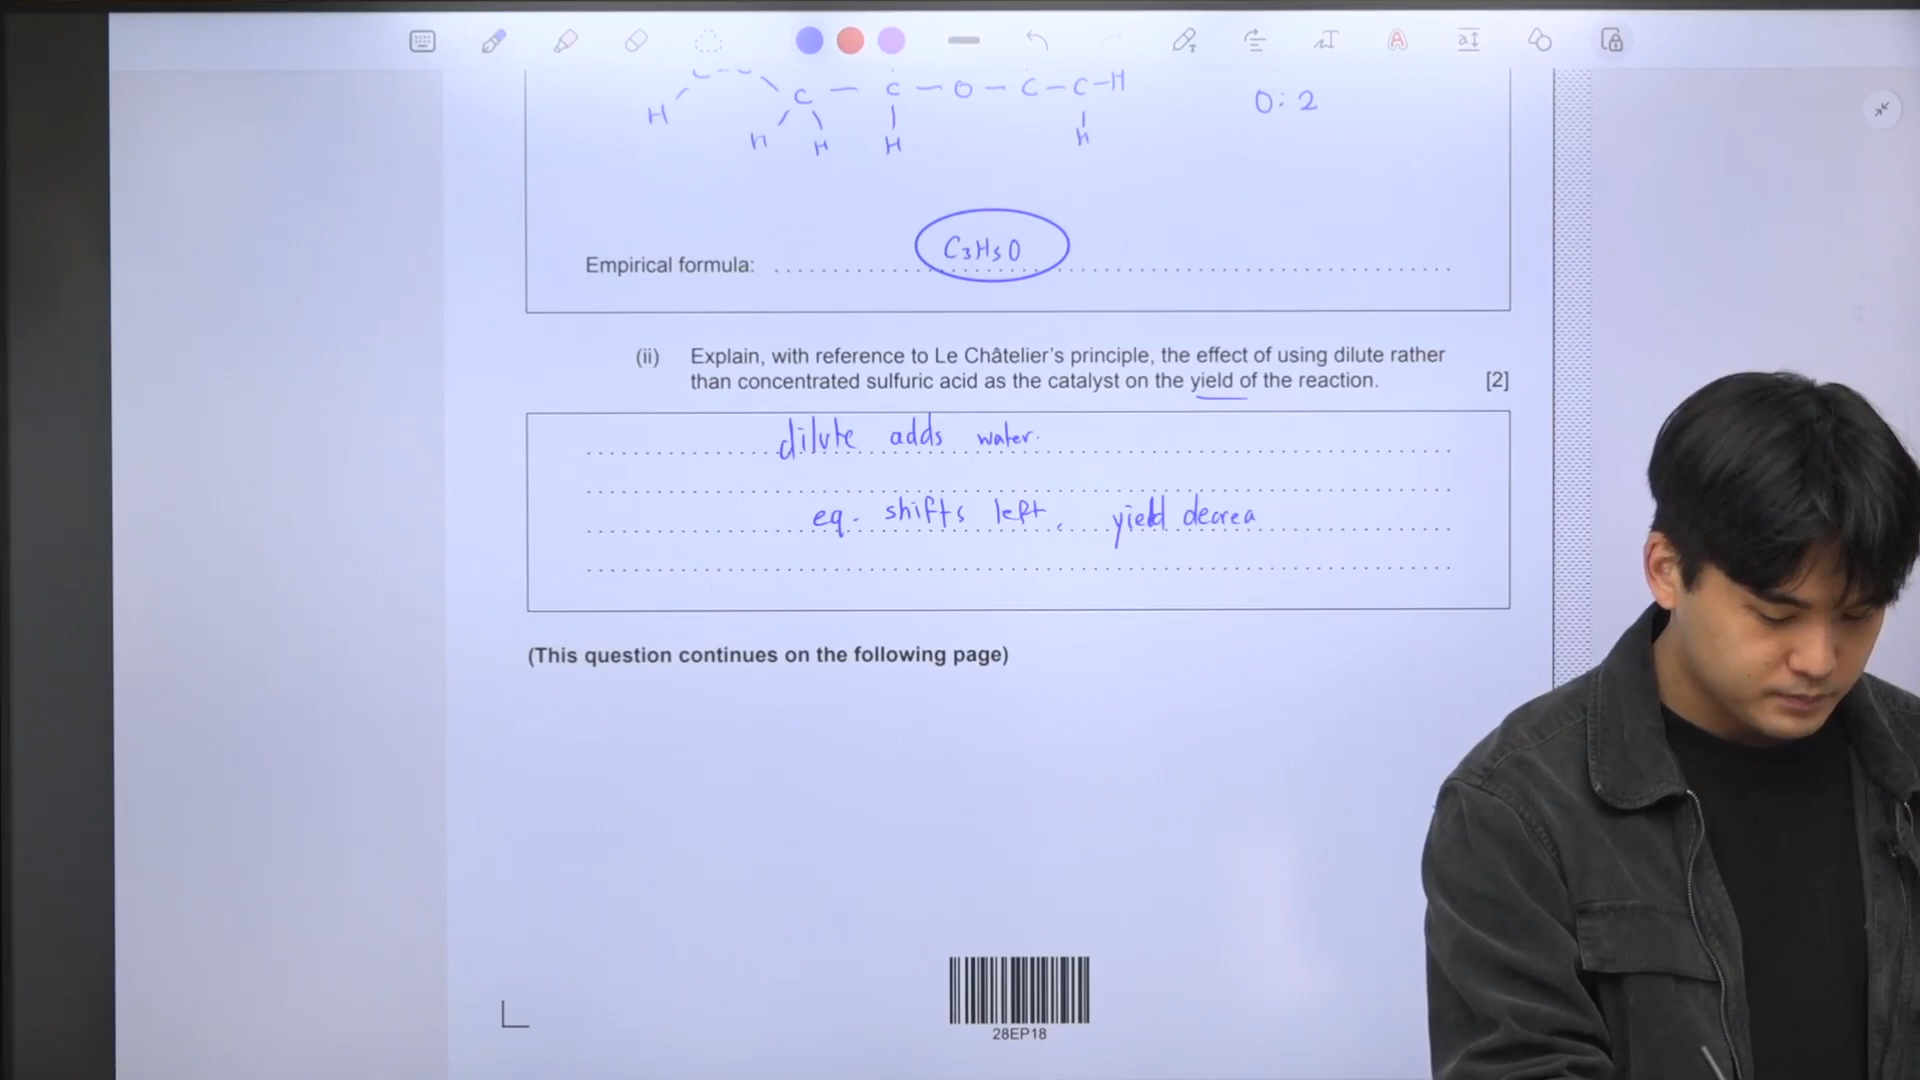 C — C — O — C — C — H
H
H H H H
O: 2
C₃H₅O
Empirical formula:
(ii) Explain, with reference to Le Châtelier's principle, the effect of using dilute rather
than concentrated sulfuric acid as the catalyst on the yield of the reaction. [2]
dilute adds water.
eq. shifts left, yield decrea
(This question continues on the following page)
28EP18